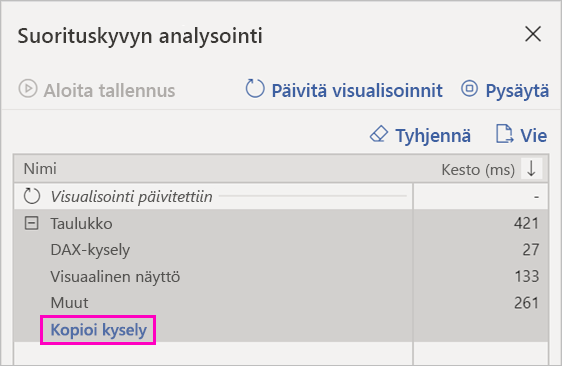 Suorituskyvyn analysointi
Aloita tallennus Päivitä visualisoinnit Pysäytä
Tyhjennä Vie
Nimi Kesto (ms)
Visualisointi päivitettiin -
Taulukko 421
DAX-kysely 27
Visuaalinen näyttö 133
Muut 261
Kopioi kysely